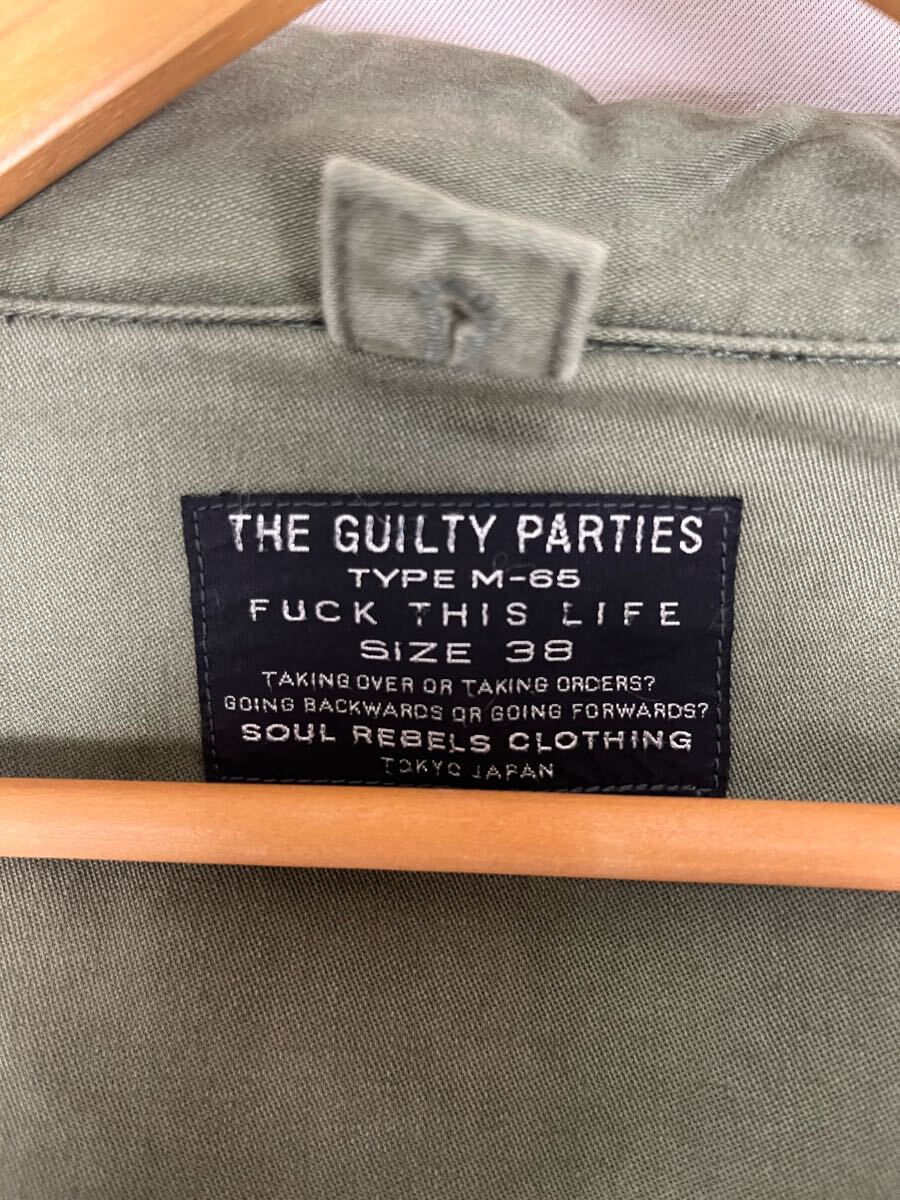 THE GUILTY PARTIES
TYPE M-65
FUCK THIS LIFE
SIZE 38
TAKING OVER OR TAKING ORDERS?
GOING BACKWARDS OR GOING FORWARDS?
SOUL REBELS CLOTHING
TOKYO JAPAN